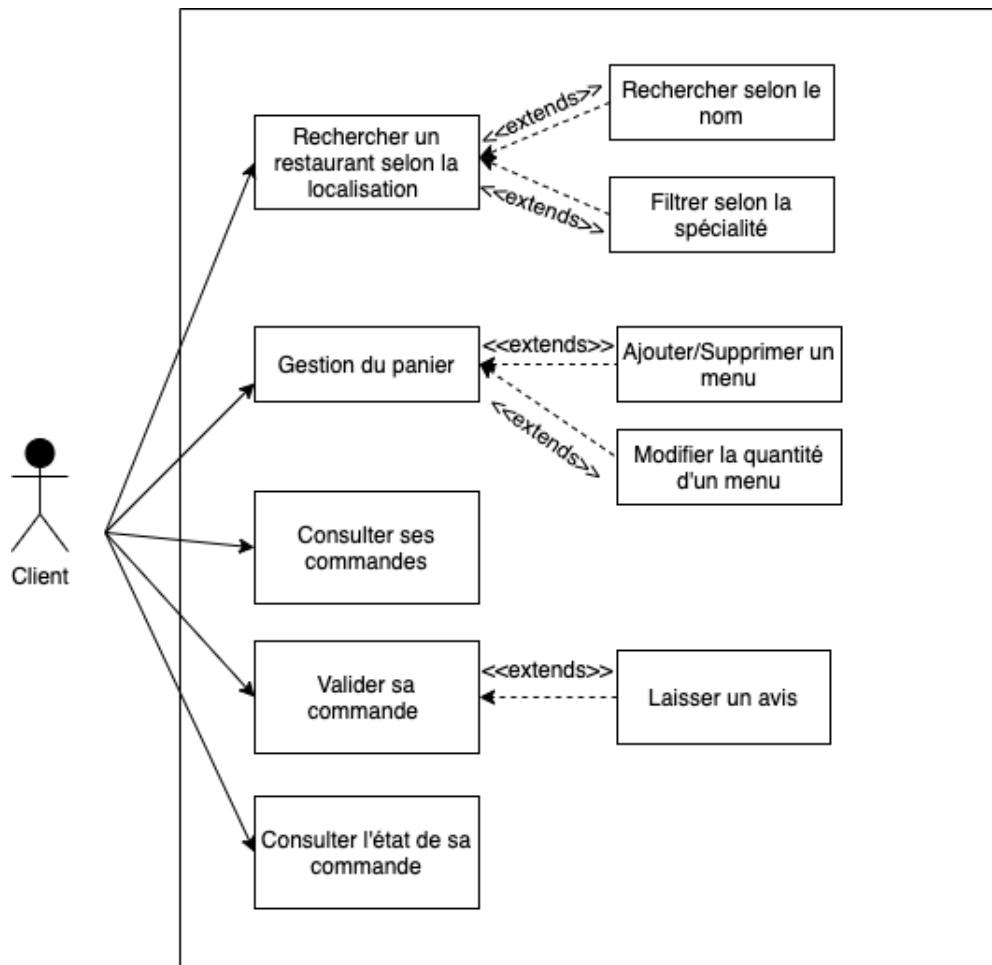 Rechercher un
restaurant selon la
localisation
<<extends>>
Rechercher selon le
nom
<<extends>>
Filtrer selon la
spécialité
Gestion du panier
<<extends>>
Ajouter/Supprimer un
menu
<<extends>>
Modifier la quantité
d'un menu
Client
Consulter ses
commandes
Valider sa
commande
<<extends>>
Laisser un avis
Consulter l'état de sa
commande